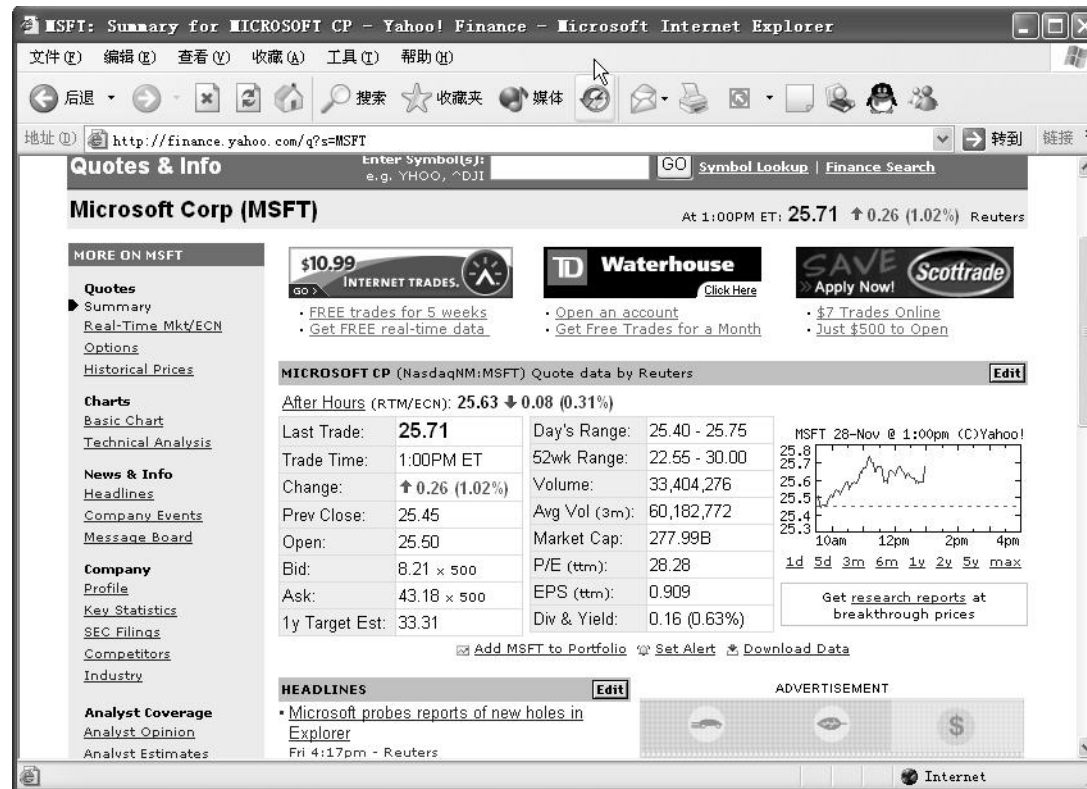 MSFT: Summary for MICROSOFT CP - Yahoo! Finance - Microsoft Internet Explorer
文件(F) 编辑(E) 查看(V) 收藏(A) 工具(T) 帮助(H)
后退 搜索 收藏夹 媒体
地址(D) http://finance.yahoo.com/q?s=MSFT 转到 链接
Quotes & Info Enter Symbol(s): GO Symbol Lookup | Finance Search
e.g. YHOO, ^DJI
Microsoft Corp (MSFT) At 1:00PM ET: 25.71 0.26 (1.02%) Reuters
MORE ON MSFT
Quotes
Summary
Real-Time Mkt/ECN
Options
Historical Prices
Charts
Basic Chart
Technical Analysis
News & Info
Headlines
Company Events
Message Board
Company
Profile
Key Statistics
SEC Filings
Competitors
Industry
Analyst Coverage
Analyst Opinion
Analyst Estimates
$10.99
GO > INTERNET TRADES.
· FREE trades for 5 weeks
· Get FREE real-time data
TD Waterhouse
Click Here
· Open an account
· Get Free Trades for a Month
SAVE Scottrade
» Apply Now!
· $7 Trades Online
· Just $500 to Open
MICROSOFT CP (NasdaqNM:MSFT) Quote data by Reuters Edit
After Hours (RTM/ECN): 25.63 0.08 (0.31%)
Last Trade: 25.71
Trade Time: 1:00PM ET
Change: 0.26 (1.02%)
Prev Close: 25.45
Open: 25.50
Bid: 8.21 × 500
Ask: 43.18 × 500
1y Target Est: 33.31
Day's Range: 25.40 - 25.75
52wk Range: 22.55 - 30.00
Volume: 33,404,276
Avg Vol (3m): 60,182,772
Market Cap: 277.99B
P/E (ttm): 28.28
EPS (ttm): 0.909
Div & Yield: 0.16 (0.63%)
MSFT 28-Nov @ 1:00pm (C)Yahoo!
25.8
25.7
25.6
25.5
25.4
25.3
10am 12pm 2pm 4pm
1d 5d 3m 6m 1y 2y 5y max
Get research reports at
breakthrough prices
Add MSFT to Portfolio Set Alert Download Data
HEADLINES Edit
· Microsoft probes reports of new holes in
Explorer
Fri 4:17pm - Reuters
ADVERTISEMENT
$
Internet